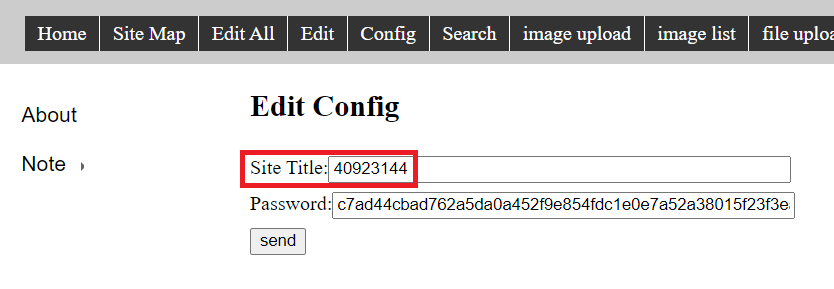 Home Site Map Edit All Edit Config Search image upload image list file uploa
About
Edit Config
Note
Site Title: 40923144
Password: c7ad44cbad762a5da0a452f9e854fdc1e0e7a52a38015f23f3e
send